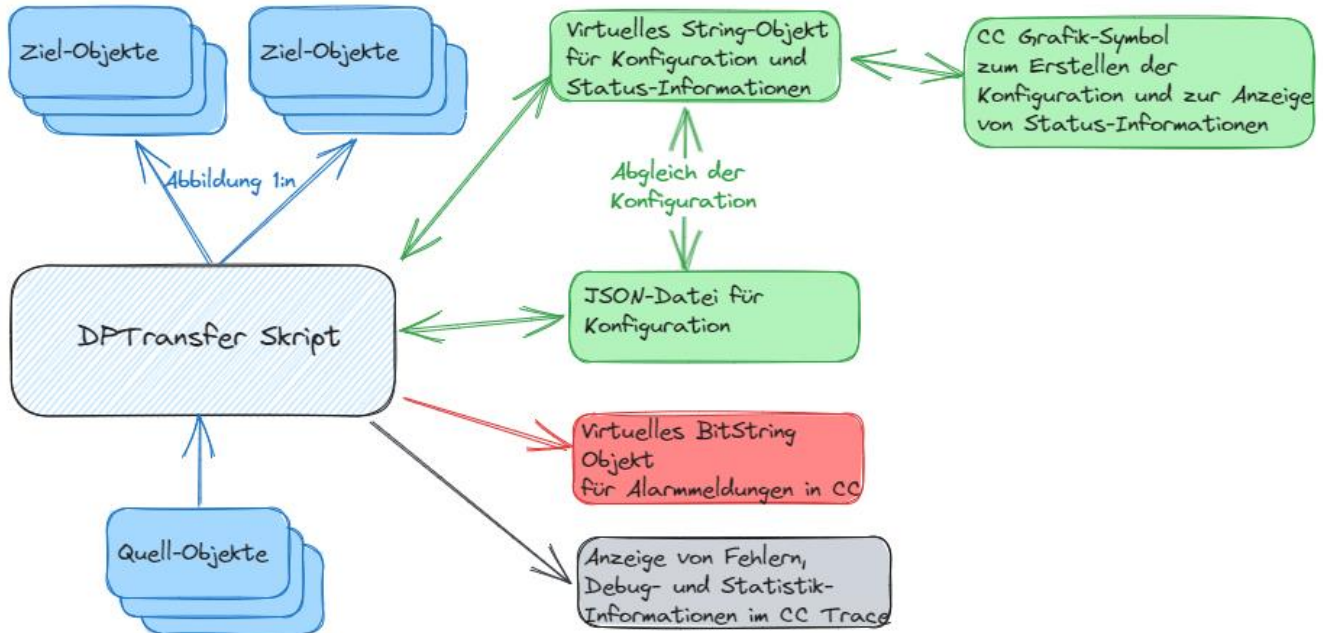 Ziel-Objekte
Ziel-Objekte
Virtuelles String-Objekt
für Konfiguration und
Status-Informationen
CC Grafik-Symbol
zum Erstellen der
Konfiguration und zur Anzeige
von Status-Informationen
Abbildung 1:n
Abgleich der
Konfiguration
DPTransfer Skript
JSON-Datei für
Konfiguration
Virtuelles BitString
Objekt
für Alarmmeldungen in CC
Quell-Objekte
Anzeige von Fehlern,
Debug- und Statistik-
Informationen im CC Trace